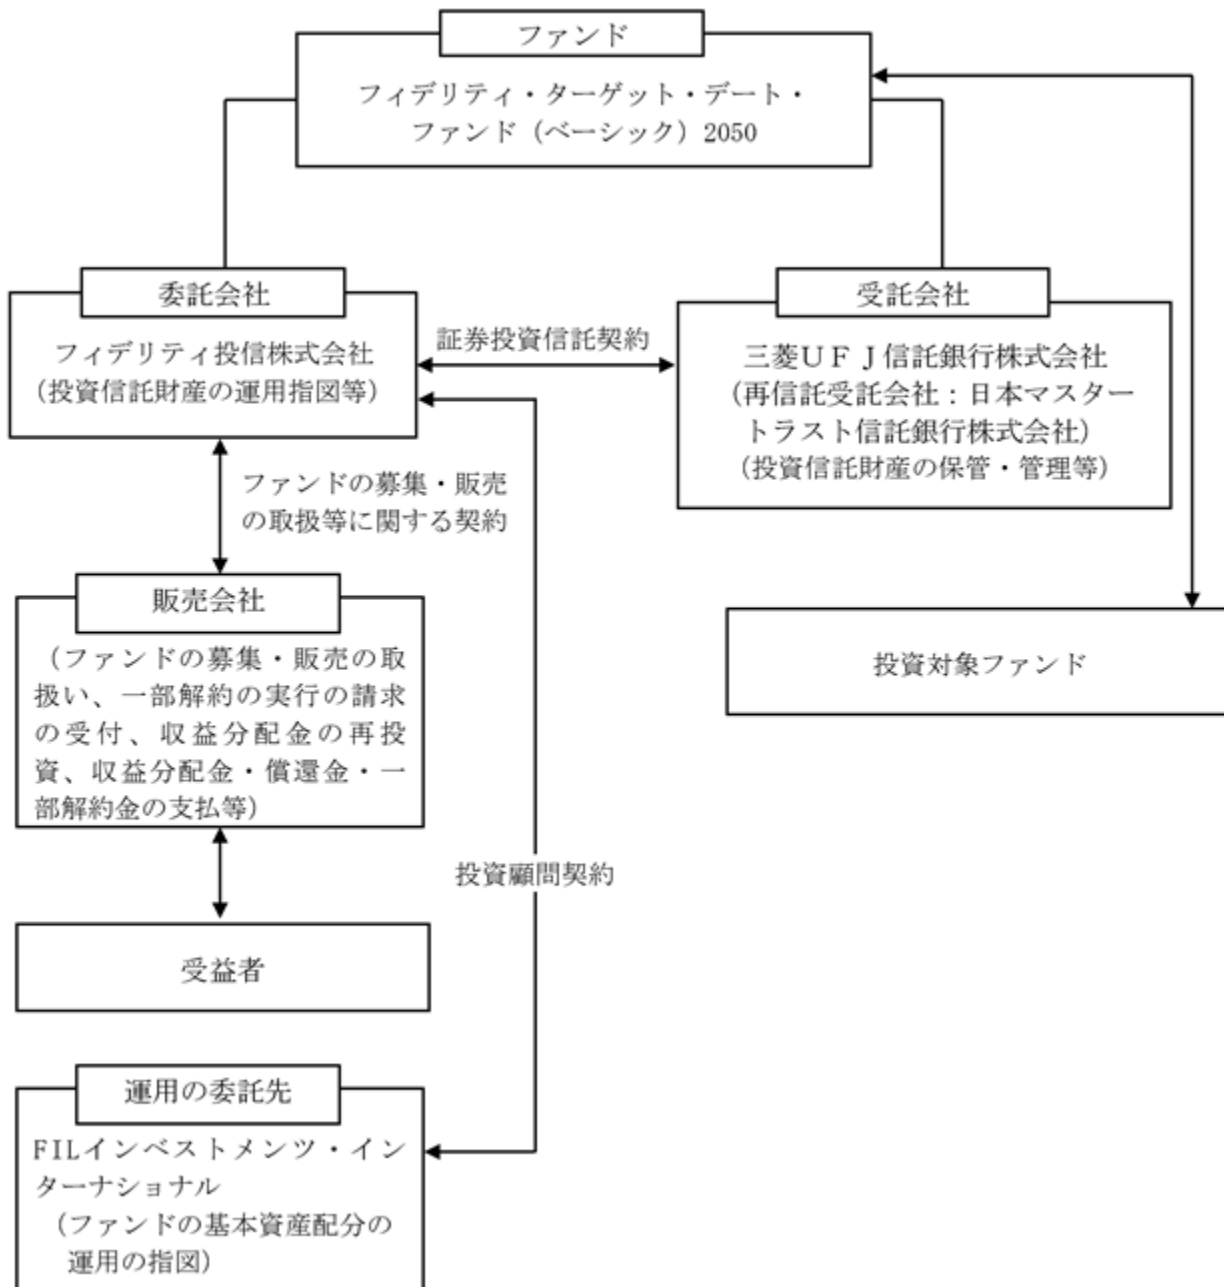 ファンド
フィデリティ・ターゲット・デート・
ファンド（ベーシック）2050
委託会社
フィデリティ投信株式会社
（投資信託財産の運用指図等）
証券投資信託契約
受託会社
三菱ＵＦＪ信託銀行株式会社
（再信託受託会社：日本マスター
トラスト信託銀行株式会社）
（投資信託財産の保管・管理等）
ファンドの募集・販売
の取扱等に関する契約
販売会社
（ファンドの募集・販売の取
扱い、一部解約の実行の請求
の受付、収益分配金の再投
資、収益分配金・償還金・一
部解約金の支払等）
投資対象ファンド
投資顧問契約
受益者
運用の委託先
FILインベストメンツ・イン
ターナショナル
（ファンドの基本資産配分の
運用の指図）